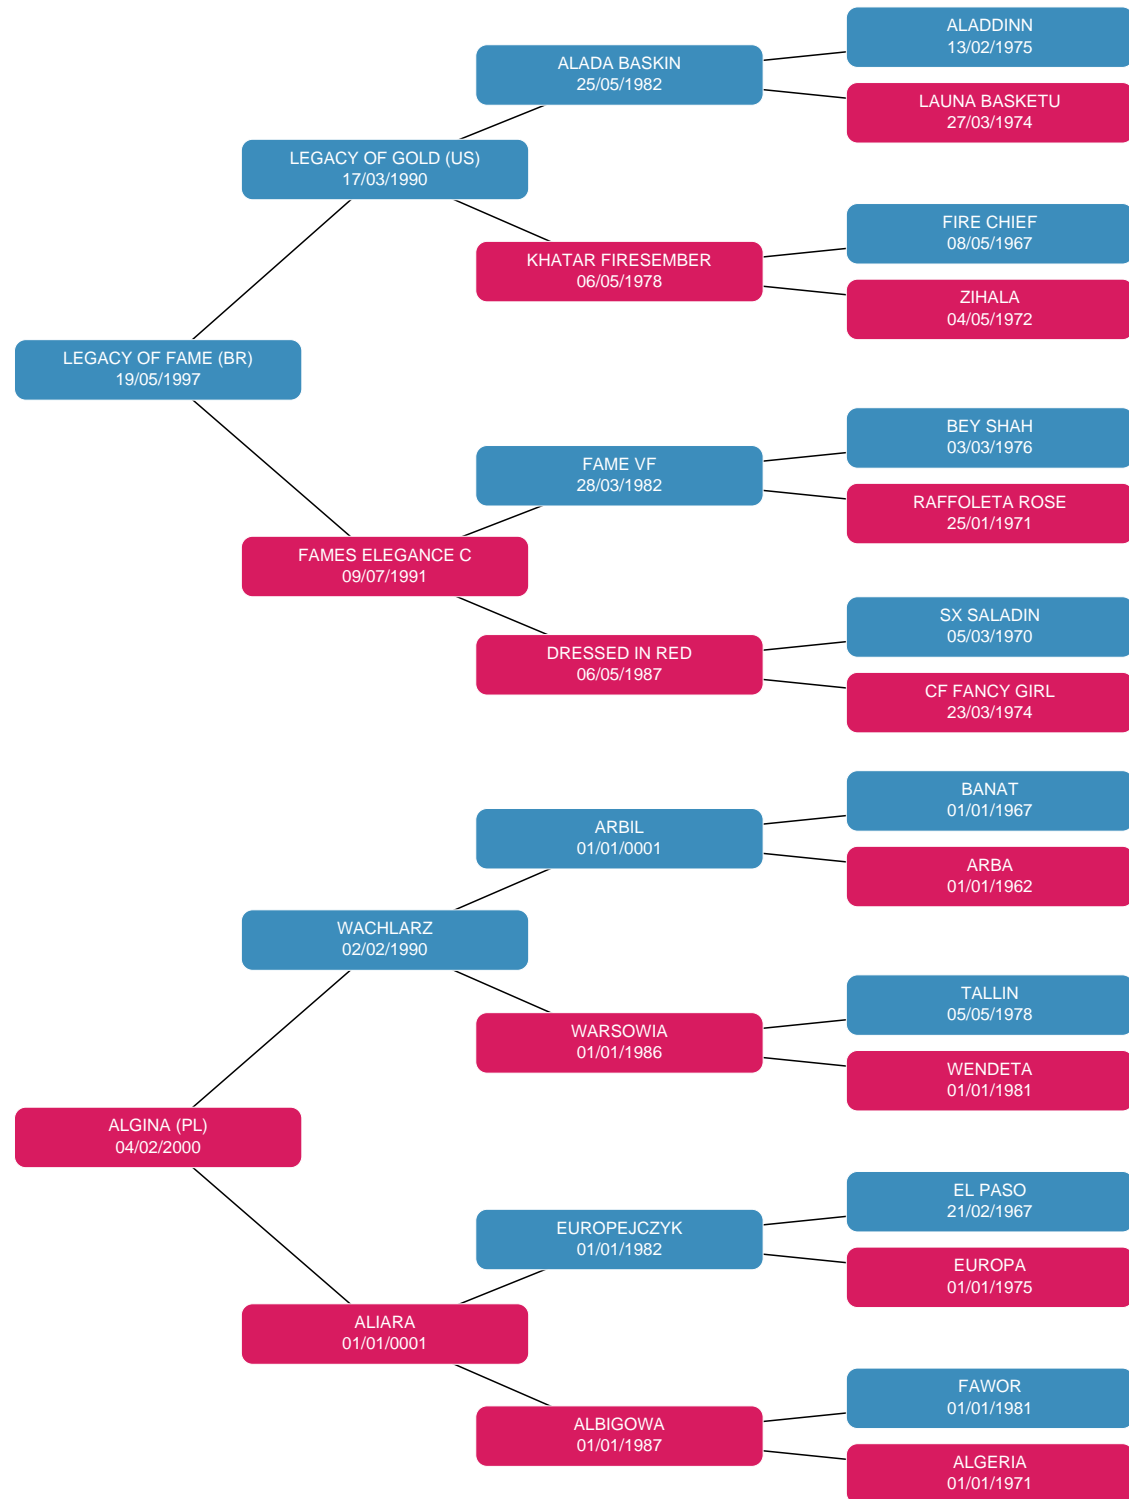 ALADDINN
13/02/1975
ALADA BASKIN
25/05/1982
LAUNA BASKETU
27/03/1974
LEGACY OF GOLD (US)
17/03/1990
FIRE CHIEF
08/05/1967
KHATAR FIRESEMBER
06/05/1978
ZIHALA
04/05/1972
LEGACY OF FAME (BR)
19/05/1997
BEY SHAH
03/03/1976
FAME VF
28/03/1982
RAFFOLETA ROSE
25/01/1971
FAMES ELEGANCE C
09/07/1991
SX SALADIN
05/03/1970
DRESSED IN RED
06/05/1987
CF FANCY GIRL
23/03/1974
BANAT
01/01/1967
ARBIL
01/01/0001
ARBA
01/01/1962
WACHLARZ
02/02/1990
TALLIN
05/05/1978
WARSOWIA
01/01/1986
WENDETA
01/01/1981
ALGINA (PL)
04/02/2000
EL PASO
21/02/1967
EUROPEJCZYK
01/01/1982
EUROPA
01/01/1975
ALIARA
01/01/0001
FAWOR
01/01/1981
ALBIGOWA
01/01/1987
ALGERIA
01/01/1971